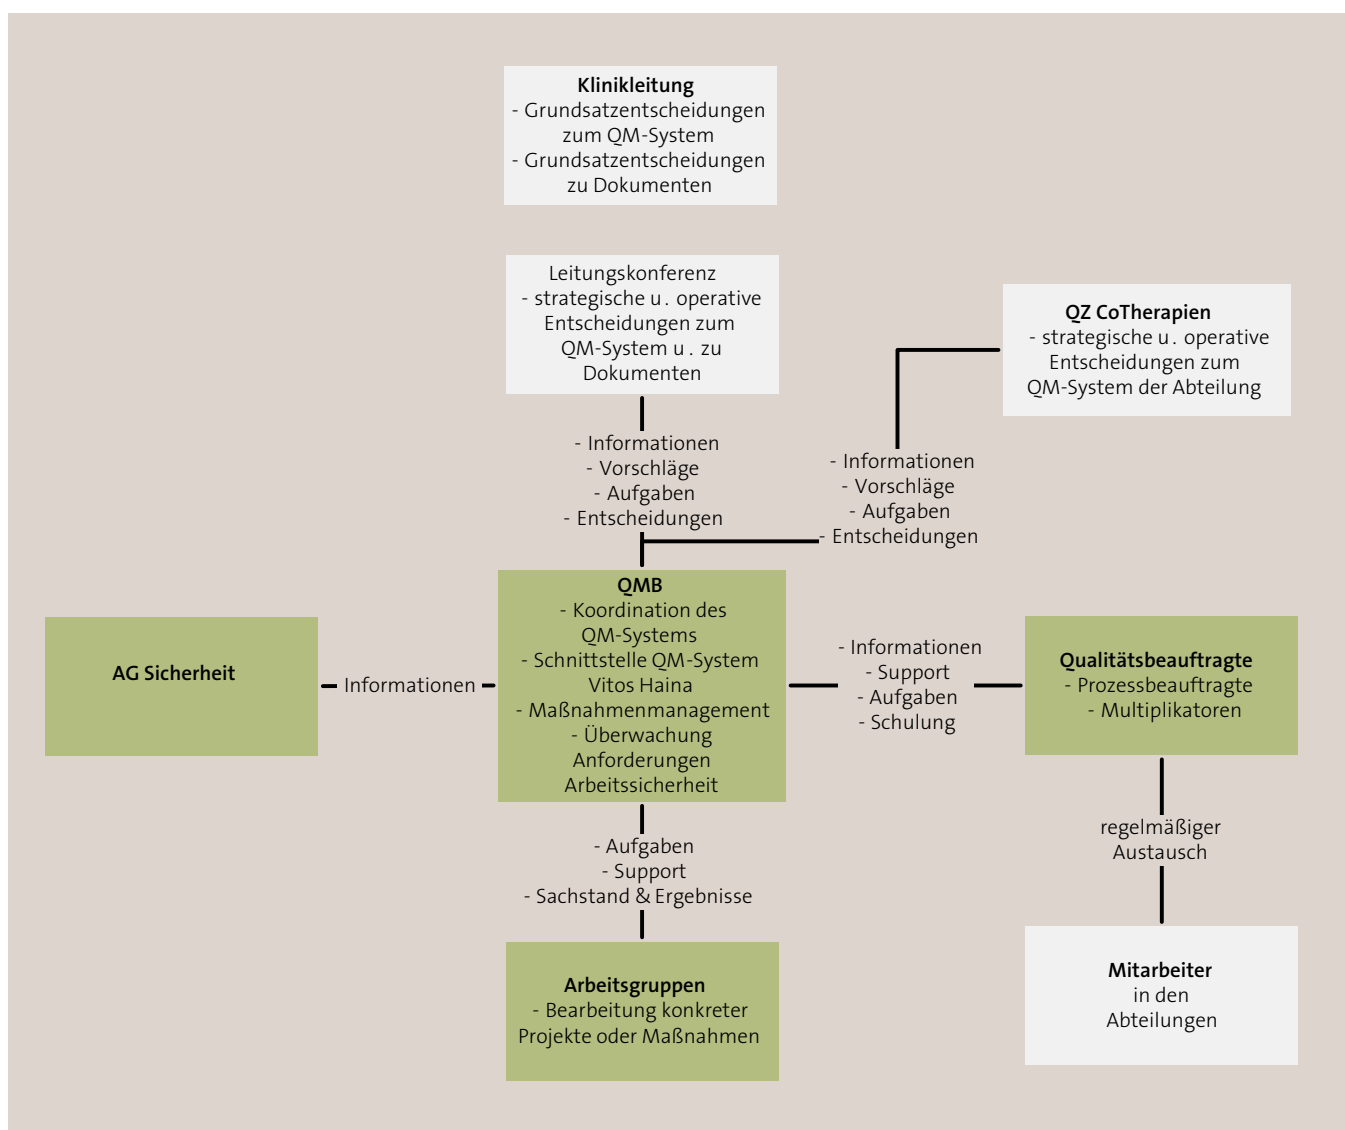 Klinikleitung
- Grundsatzentscheidungen
zum QM-System
- Grundsatzentscheidungen
zu Dokumenten
Leitungskonferenz
- strategische u. operative
Entscheidungen zum
QM-System u. zu
Dokumenten
QZ CoTherapien
- strategische u. operative
Entscheidungen zum
QM-System der Abteilung
- Informationen
- Vorschläge
- Aufgaben
- Entscheidungen
- Informationen
- Vorschläge
- Aufgaben
- Entscheidungen
AG Sicherheit
Informationen
QMB
- Koordination des
QM-Systems
- Schnittstelle QM-System
Vitos Haina
- Maßnahmenmanagement
- Überwachung
Anforderungen
Arbeitssicherheit
- Informationen
- Support
- Aufgaben
- Schulung
Qualitätsbeauftragte
- Prozessbeauftragte
- Multiplikatoren
- Aufgaben
- Support
- Sachstand & Ergebnisse
regelmäßiger
Austausch
Arbeitsgruppen
- Bearbeitung konkreter
Projekte oder Maßnahmen
Mitarbeiter
in den
Abteilungen